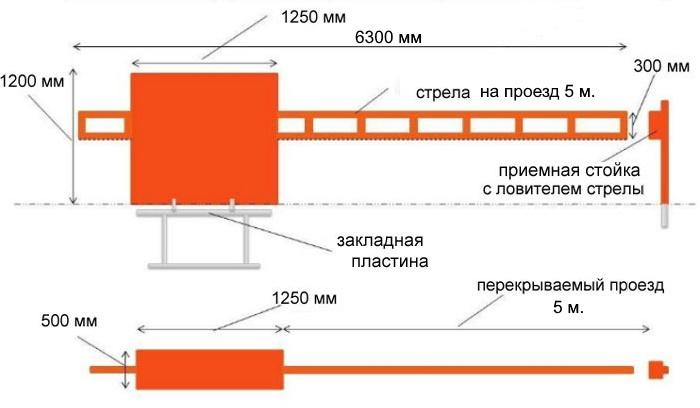 1250 мм
6300 мм
1200 мм
300 мм
стрела на проезд 5 м.
приемная стойка
с ловителем стрелы
закладная
пластина
1250 мм
перекрываемый проезд
5 м.
500 мм